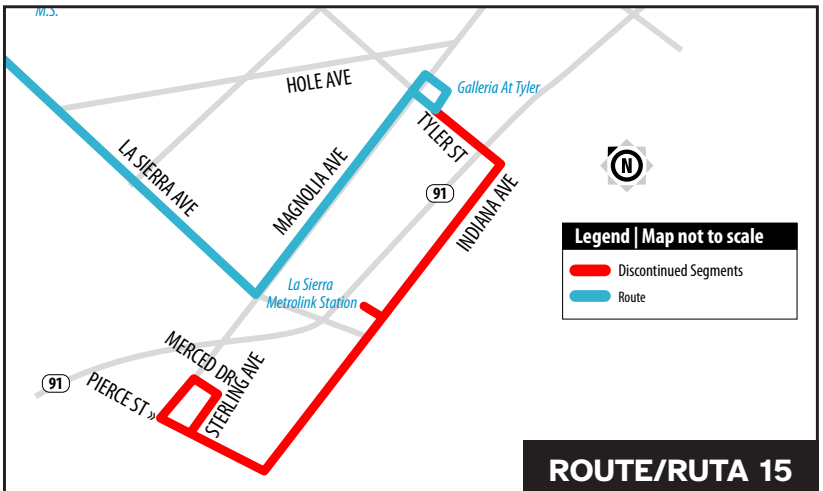 M.S.
HOLE AVE
Galleria At Tyler
TYLER ST
LA SIERRA AVE
MAGNOLIA AVE
91
INDIANA AVE
N
Legend | Map not to scale
Discontinued Segments
Route
La Sierra
Metrolink Station
MERCED DR
STERLING AVE
91
PIERCE ST »
ROUTE/RUTA 15